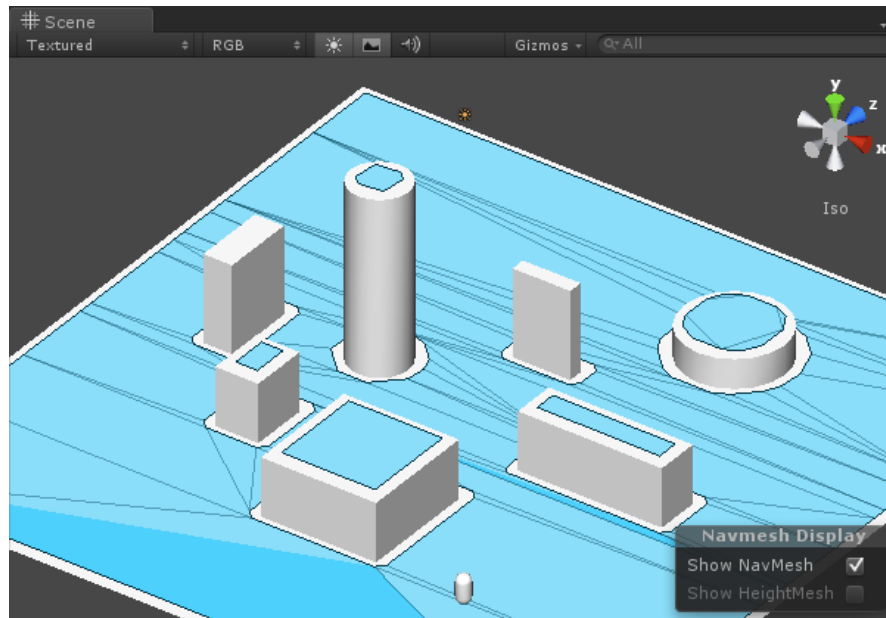 Scene
Textured RGB Gizmos All
y
z
x
Iso
Navmesh Display
Show NavMesh
Show HeightMesh